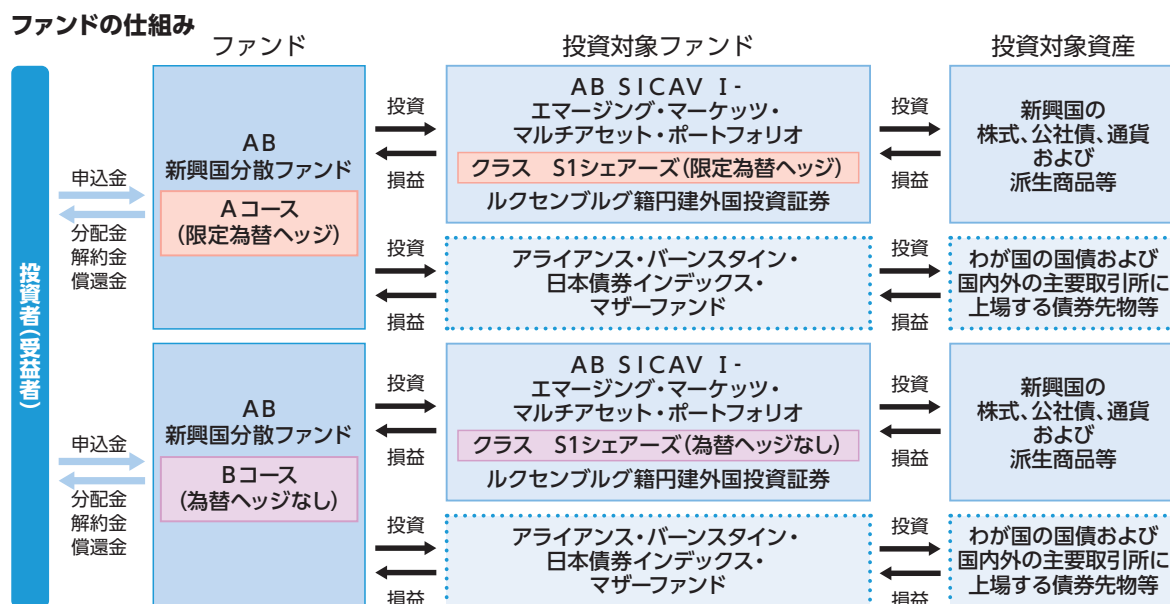 ファンドの仕組み
ファンド
投資対象ファンド
投資対象資産
投資者(受益者)
申込金
分配金
解約金
償還金
AB
新興国分散ファンド
Aコース
(限定為替ヘッジ)
投資
損益
AB SICAV I-
エマージング・マーケッツ・
マルチアセット・ポートフォリオ
クラス S1シェアーズ(限定為替ヘッジ)
ルクセンブルグ籍円建外国投資証券
投資
損益
新興国の
株式、公社債、通貨
および
派生商品等
投資
損益
アライアンス・バーンスタイン・
日本債券インデックス・
マザーファンド
投資
損益
わが国の国債および
国内外の主要取引所に
上場する債券先物等
申込金
分配金
解約金
償還金
AB
新興国分散ファンド
Bコース
(為替ヘッジなし)
投資
損益
AB SICAV I-
エマージング・マーケッツ・
マルチアセット・ポートフォリオ
クラス S1シェアーズ(為替ヘッジなし)
ルクセンブルグ籍円建外国投資証券
投資
損益
新興国の
株式、公社債、通貨
および
派生商品等
投資
損益
アライアンス・バーンスタイン・
日本債券インデックス・
マザーファンド
投資
損益
わが国の国債および
国内外の主要取引所に
上場する債券先物等